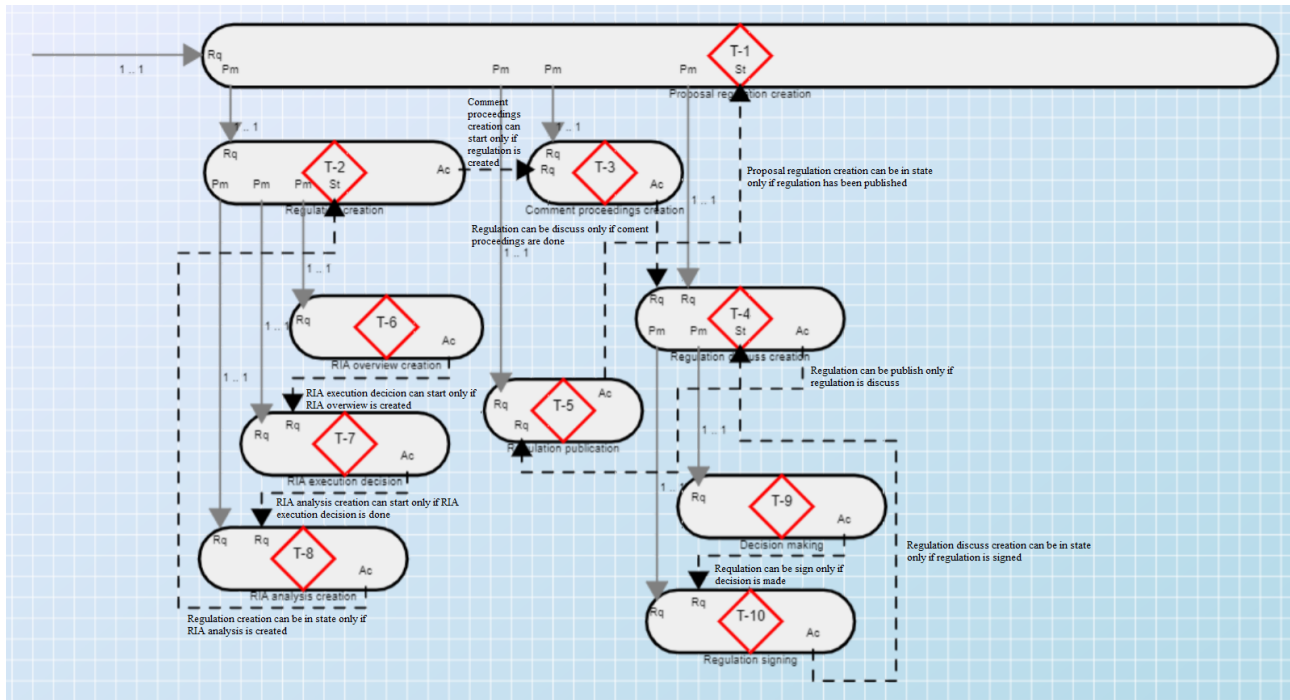 T-1
Rq
1 .. 1
Pm
Pm
Pm
Pm
St
Proposal regulation creation
1 .. 1
Comment
proceedings
creation can
start only if
regulation is
created
1 .. 1
Rq
T-2
Ac
Pm
Pm
Pm
St
Regulation creation
Rq
Rq
T-3
Ac
Comment proceedings creation
Proposal regulation creation can be in state
only if regulation has been published
1 .. 1
Regulation can be discuss only if coment
proceedings are done
1 .. 1
1 .. 1
Rq
T-6
Ac
RIA overview creation
Rq
Rq
T-4
Pm
Pm
St
Ac
Regulation discuss creation
1 .. 1
1 .. 1
RIA execution decicion can start only if
RIA overwiew is created
Regulation can be publish only if
regulation is discuss
Rq
Rq
T-5
Ac
Regulation publication
Rq
Rq
T-7
Ac
RIA execution decision
1 .. 1
1 .. 1
RIA analysis creation can start only if RIA
execution decision is done
Rq
T-9
Ac
Decision making
Rq
Rq
T-8
Ac
RIA analysis creation
Regulation discuss creation can be in state
only if regulation is signed
Requlation can be sign only if
decision is made
Regulation creation can be in state only if
RIA analysis is created
Rq
Rq
T-10
Ac
Regulation signing